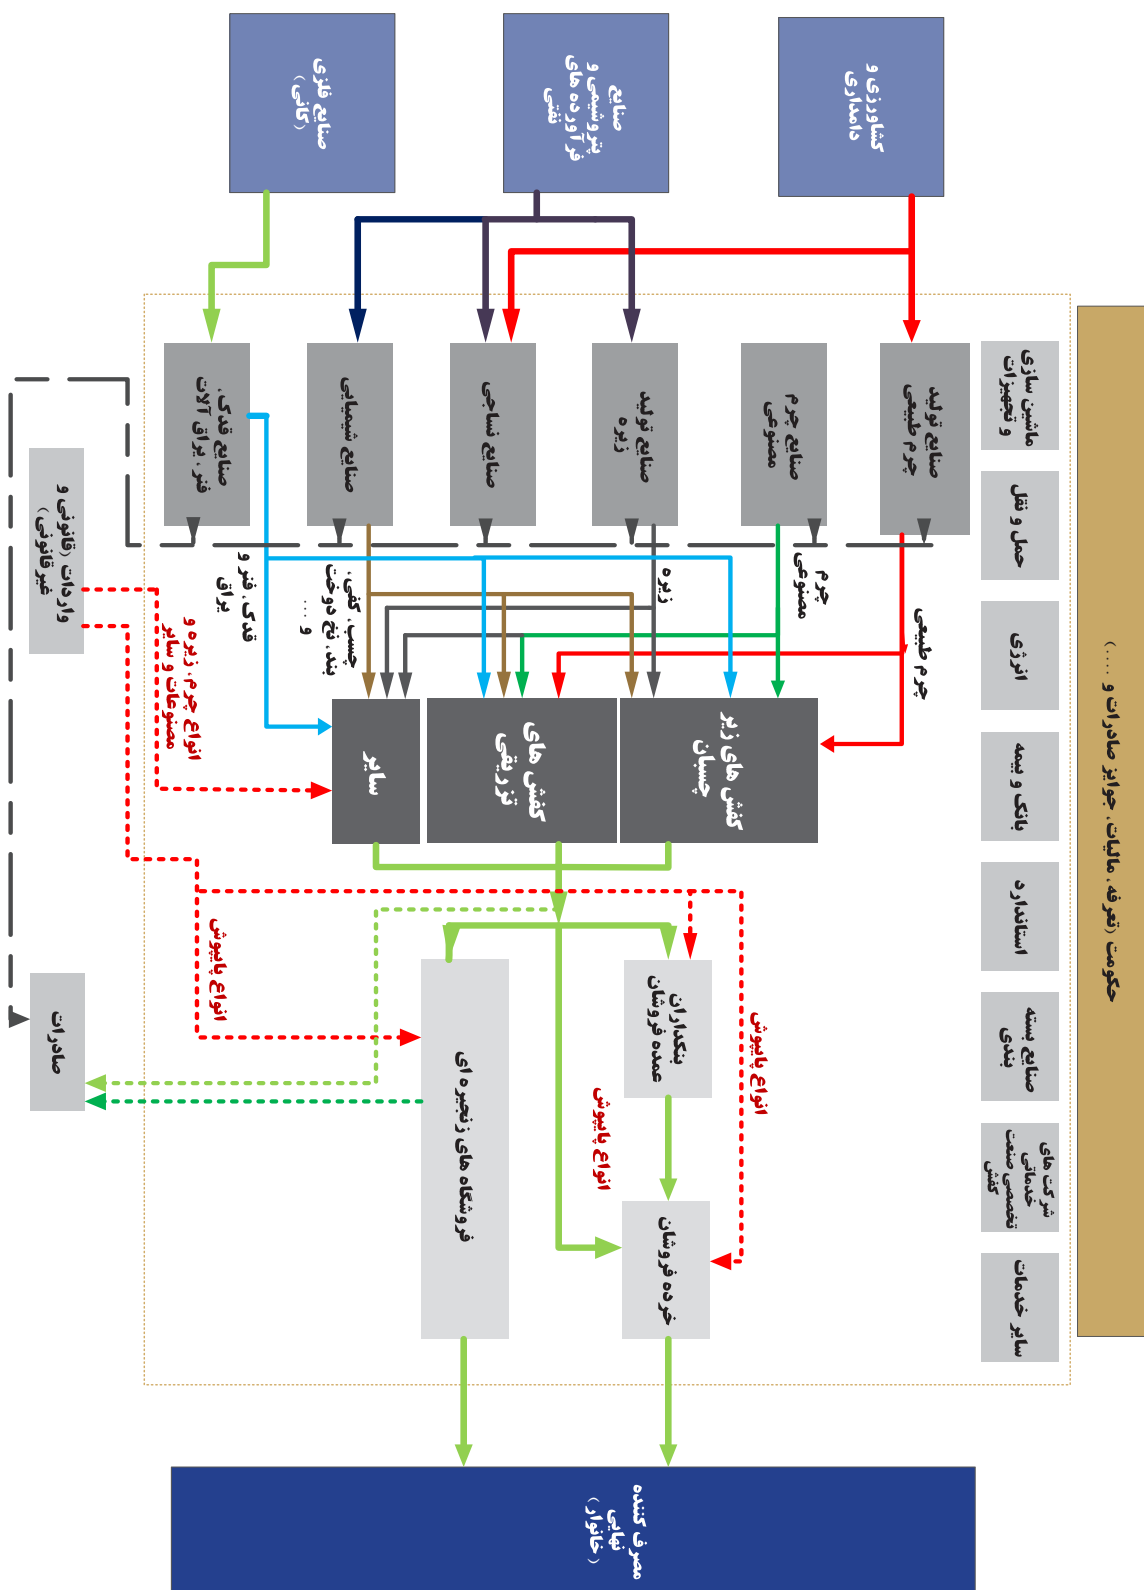 حکومت (تعرفه، مالیات، جوایز صادرات و ....)
ماشین سازی
و تجهیزات
حمل و نقل
انرژی
بانک و بیمه
استاندارد
صنایع بسته
بندی
شرکت های
خدماتی
تخصصی صنعت
کفش
سایر خدمات
کشاورزی و
دامداری
صنایع
پتروشیمی و
فرآورده های
نفتی
صنایع فلزی
(کانی)
صنایع تولید
چرم طبیعی
صنایع چرم
مصنوعی
صنایع تولید
زیره
صنایع نساجی
صنایع شیمیایی
صنایع قدک،
فنر، یراق آلات
چرم طبیعی
چرم
مصنوعی
زیره
چسب، کفی،
بند، نخ دوخت
و ...
قدک، فنر و
یراق
کفش های زیر
چسبان
کفش های
تزریقی
سایر
واردات (قانونی و
غیرقانونی)
انواع چرم، زیره و
مصنوعات و سایر
انواع پاپوش
انواع پاپوش
انواع پاپوش
بنکداران
عمده فروشان
خرده فروشان
فروشگاه های زنجیره ای
صادرات
مصرف کننده
نهایی
(خانوار)